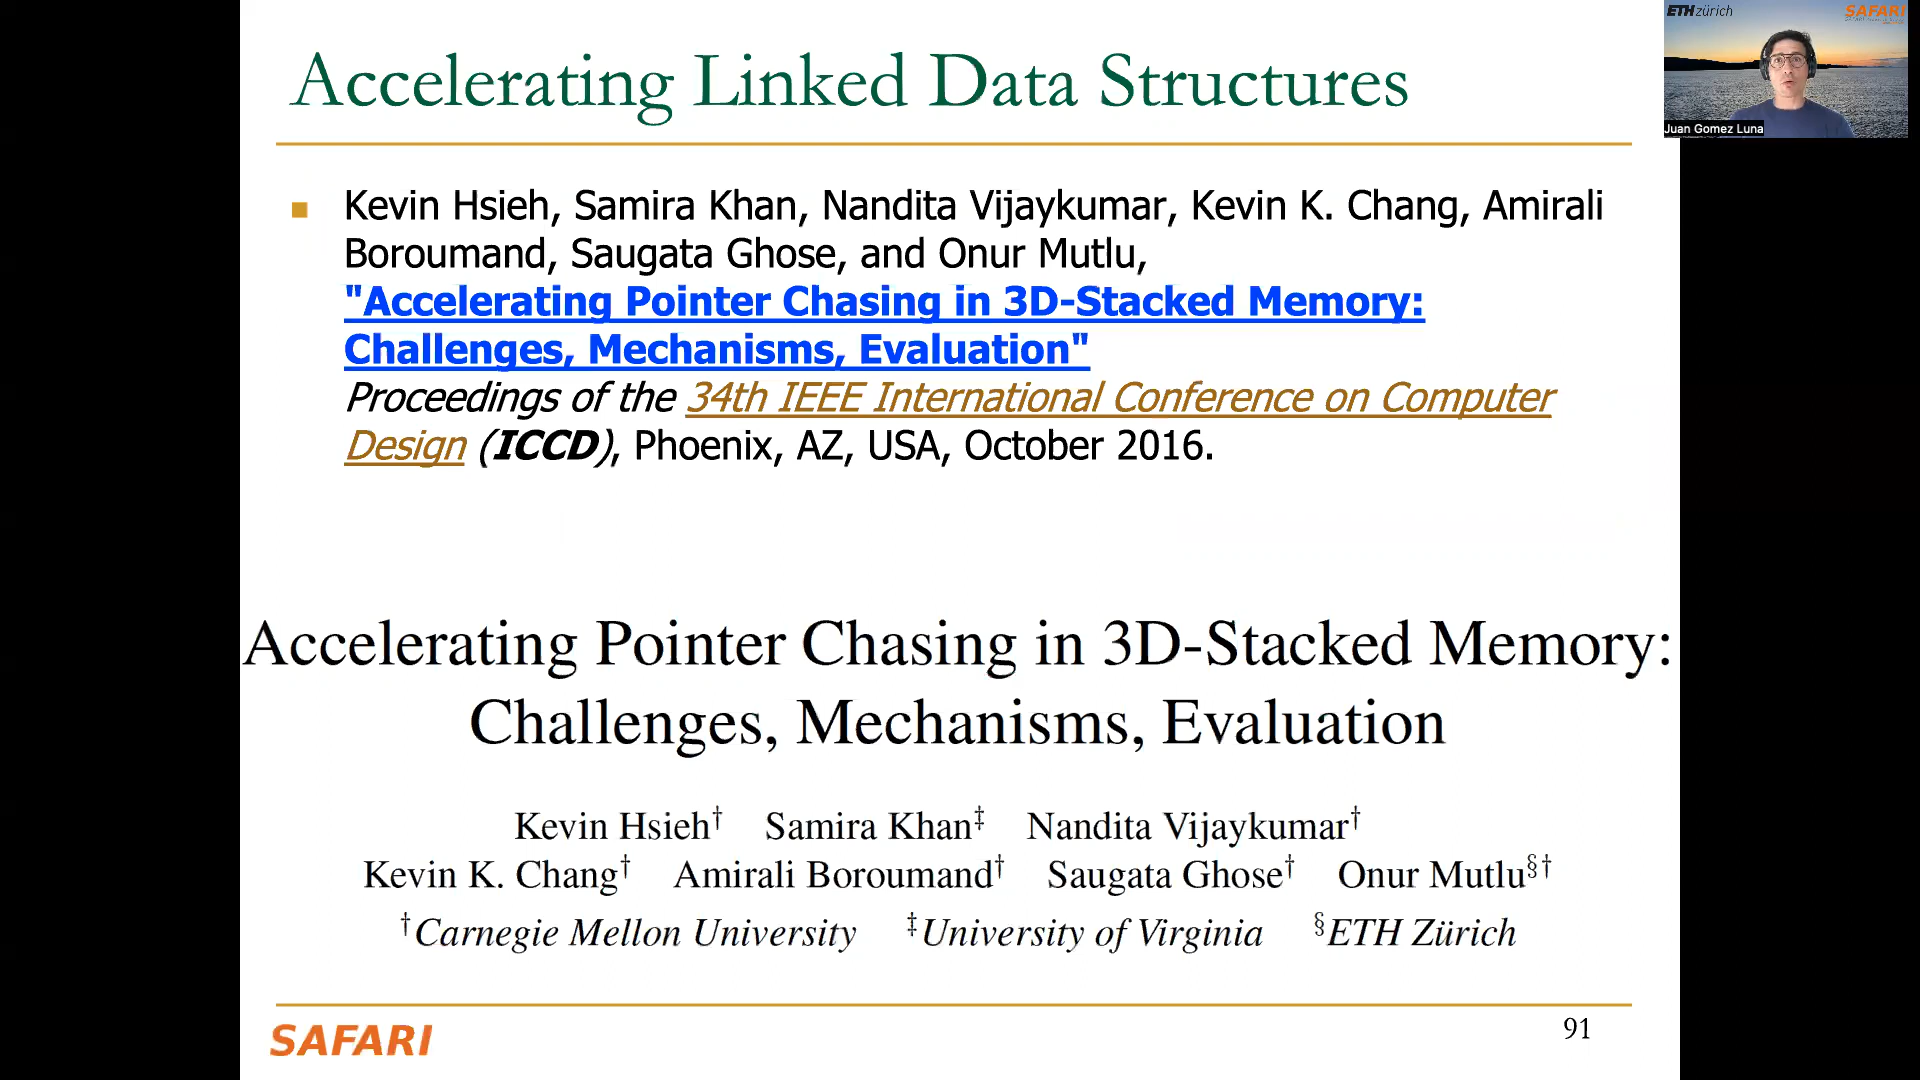 Accelerating Linked Data Structures
ETH zürich
SAFARI
Juan Gomez Luna
Kevin Hsieh, Samira Khan, Nandita Vijaykumar, Kevin K. Chang, Amirali
Boroumand, Saugata Ghose, and Onur Mutlu,
"Accelerating Pointer Chasing in 3D-Stacked Memory:
Challenges, Mechanisms, Evaluation"
Proceedings of the 34th IEEE International Conference on Computer
Design (ICCD), Phoenix, AZ, USA, October 2016.
Accelerating Pointer Chasing in 3D-Stacked Memory:
Challenges, Mechanisms, Evaluation
Kevin Hsieh† Samira Khan‡ Nandita Vijaykumar†
Kevin K. Chang† Amirali Boroumand† Saugata Ghose† Onur Mutlu§†
†Carnegie Mellon University ‡University of Virginia §ETH Zürich
SAFARI
91